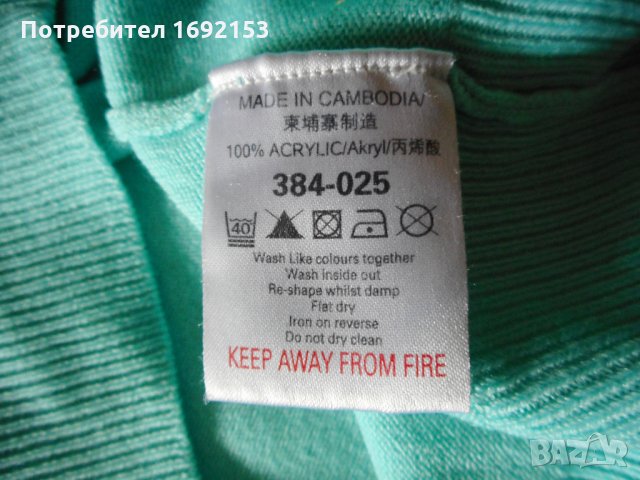 Потребител 1692153
MADE IN CAMBODIA/
柬埔寨制造
100% ACRYLIC/Akryl/丙烯酸
384-025
40
Wash Like colours together
Wash inside out
Re-shape whilst damp
Flat dry
Iron on reverse
Do not dry clean
KEEP AWAY FROM FIRE
BAZAR